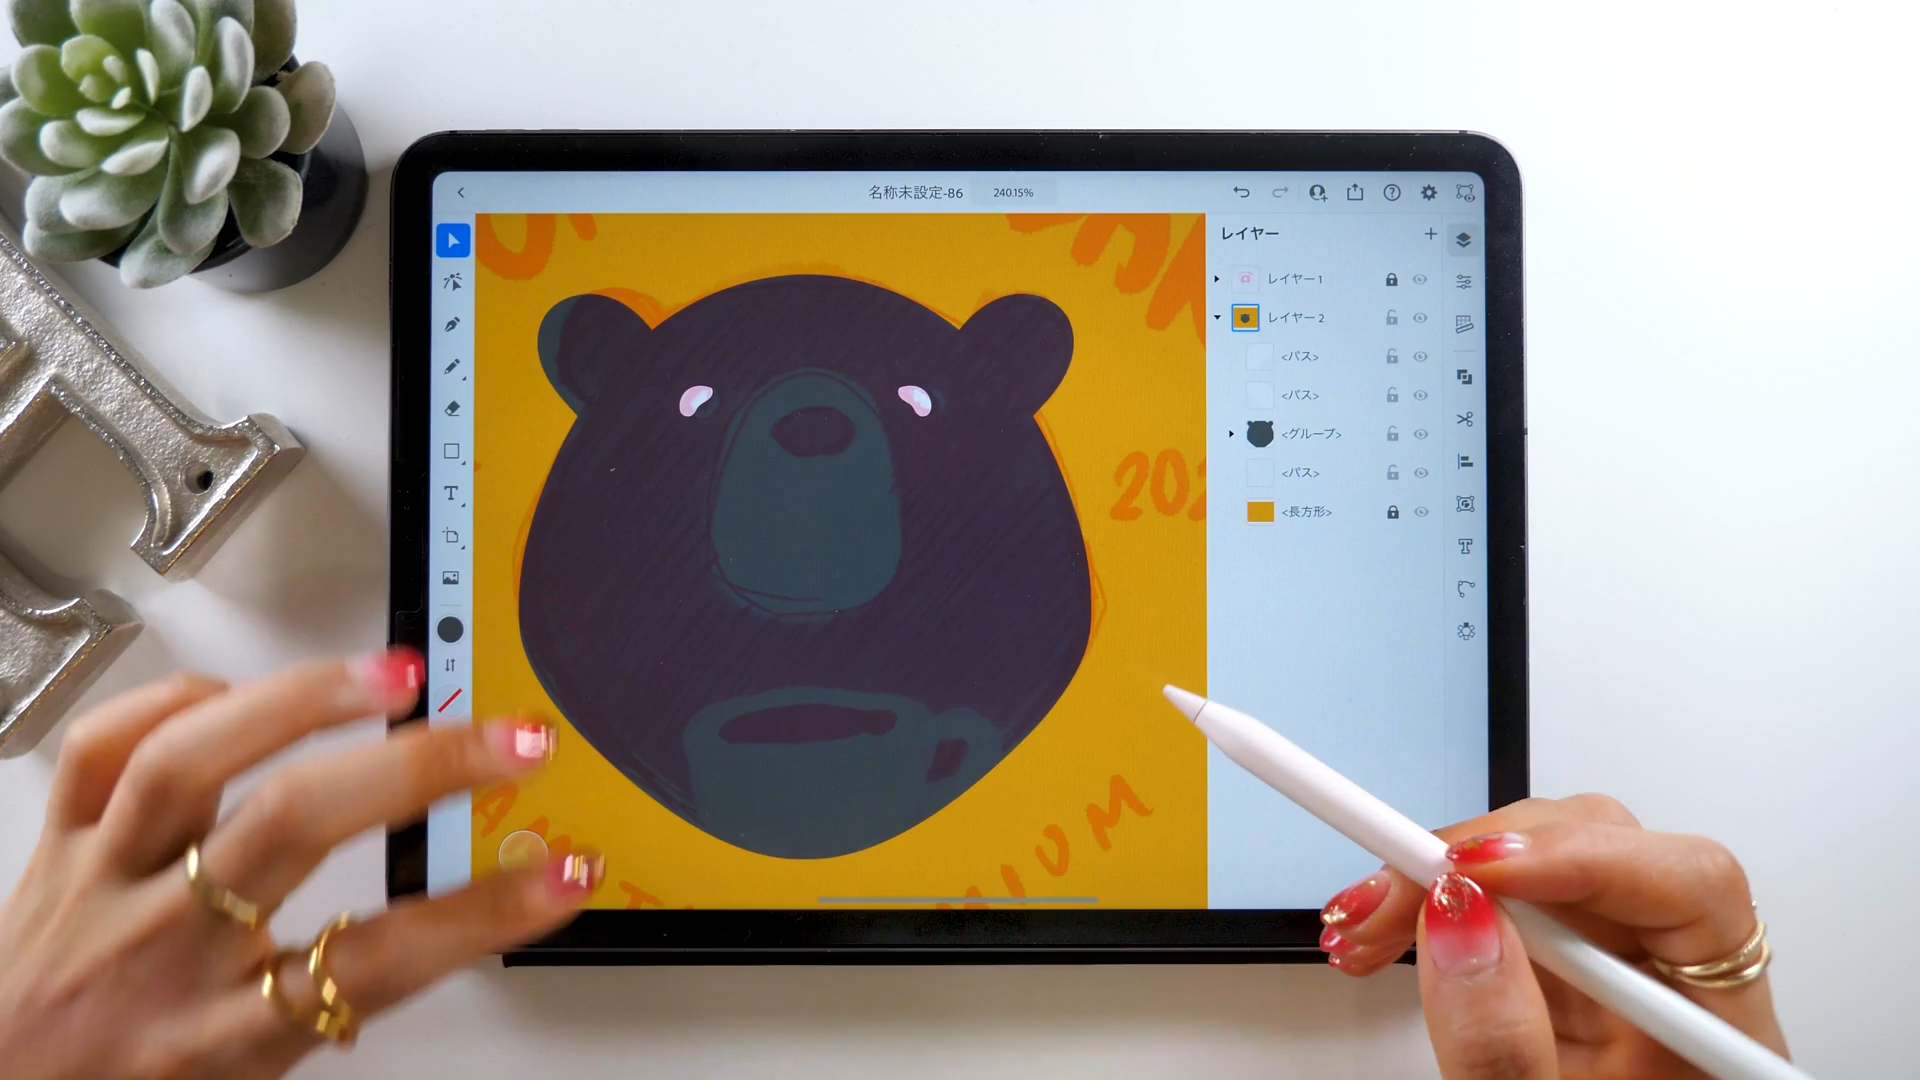 名称未設定-86 240.15%
レイヤー
レイヤー 1
レイヤー 2
<パス>
<パス>
<グループ>
<パス>
<長方形>
202
MIUM